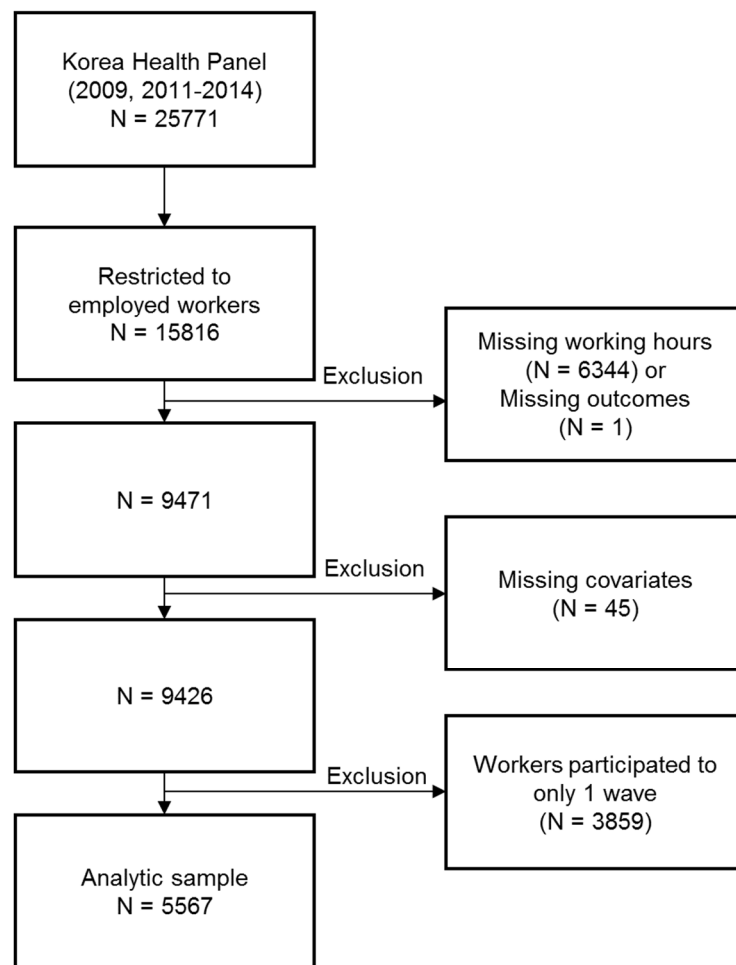 Korea Health Panel
(2009, 2011-2014)
N = 25771
Restricted to
employed workers
N = 15816
Exclusion
Missing working hours
(N = 6344) or
Missing outcomes
(N = 1)
N = 9471
Exclusion
Missing covariates
(N = 45)
N = 9426
Exclusion
Workers participated to
only 1 wave
(N = 3859)
Analytic sample
N = 5567